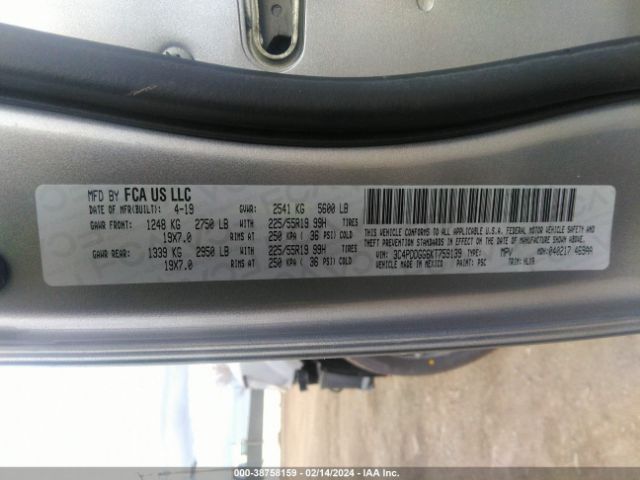 MFD BY FCA US LLC
DATE OF MFR(BUILT): 4-19 GVWR: 2541 KG 5600 LB
GAWR FRONT: 1248 KG 2750 LB WITH 225/55R19 99H TIRES
19X7.0 RIMS AT 250 KPA ( 36 PSI) COLD
GAWR REAR: 1339 KG 2950 LB WITH 225/55R19 99H TIRES
19X7.0 RIMS AT 250 KPA ( 36 PSI) COLD
THIS VEHICLE CONFORMS TO ALL APPLICABLE U.S.A. FEDERAL MOTOR VEHICLE SAFETY AND
THEFT PREVENTION STANDARDS IN EFFECT ON THE DATE OF MANUFACTURE SHOWN ABOVE.
VIN: 3C4PDDGG6KT759139 TYPE: MPV MDH: 040217 469AA
VEHICLE MADE IN MEXICO PAINT: PSC TRIM:
000-38758159 — 02/14/2024 — IAA Inc.